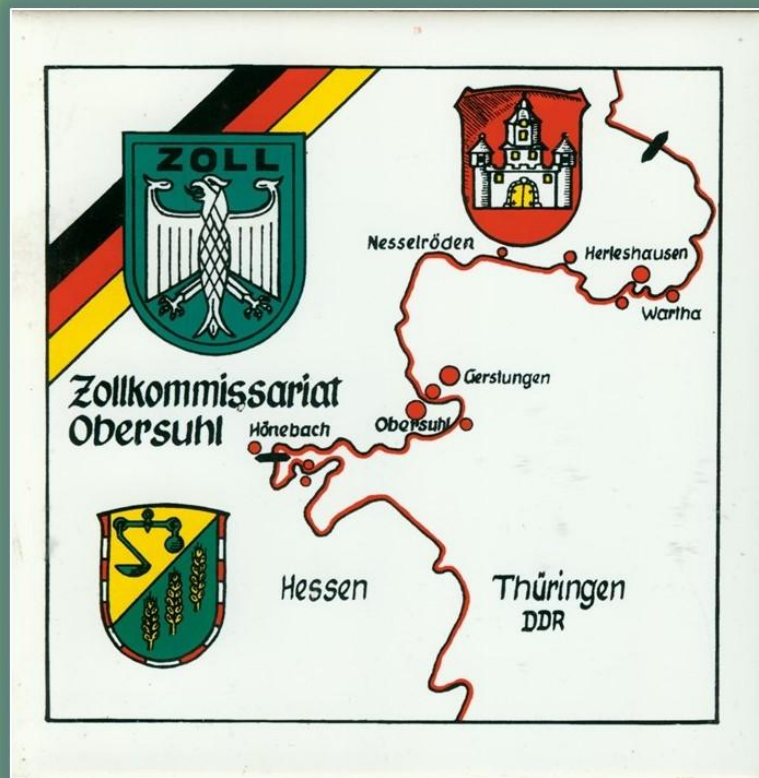 ZOLL
Nesselröden
Herleshausen
Wartha
Gerstungen
Zollkommissariat
Obersuhl
Obersuhl
Hönebach
Hessen
Thüringen
DDR